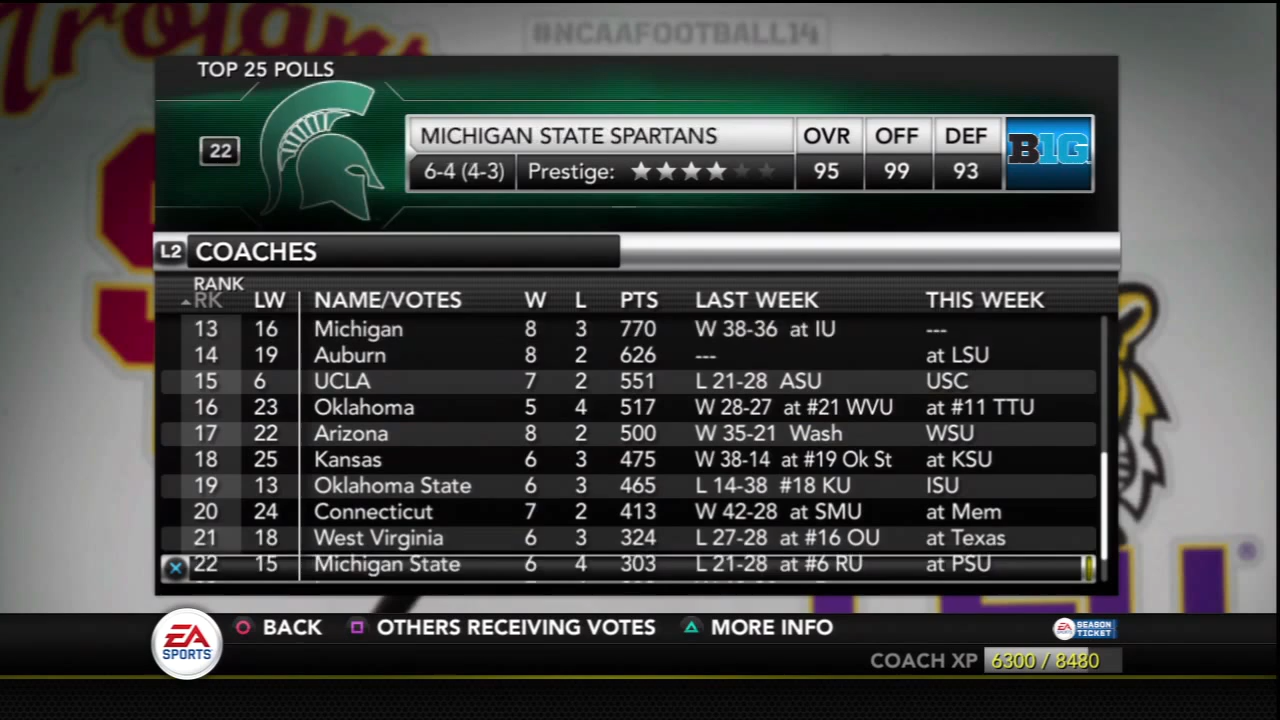 Trojans
#NCAAFOOTBALL14
TOP 25 POLLS
22
MICHIGAN STATE SPARTANS OVR OFF DEF B1G
6-4 (4-3) Prestige: 95 99 93
L2 COACHES
RANK
RK LW NAME/VOTES W L PTS LAST WEEK THIS WEEK
13 16 Michigan 8 3 770 W 38-36 at IU ---
14 19 Auburn 8 2 626 --- at LSU
15 6 UCLA 7 2 551 L 21-28 ASU USC
16 23 Oklahoma 5 4 517 W 28-27 at #21 WVU at #11 TTU
17 22 Arizona 8 2 500 W 35-21 Wash WSU
18 25 Kansas 6 3 475 W 38-14 at #19 Ok St at KSU
19 13 Oklahoma State 6 3 465 L 14-38 #18 KU ISU
20 24 Connecticut 7 2 413 W 42-28 at SMU at Mem
21 18 West Virginia 6 3 324 L 27-28 at #16 OU at Texas
22 15 Michigan State 6 4 303 L 21-28 at #6 RU at PSU
EA SPORTS BACK OTHERS RECEIVING VOTES MORE INFO EA SEASON TICKET
COACH XP 6300 / 8480